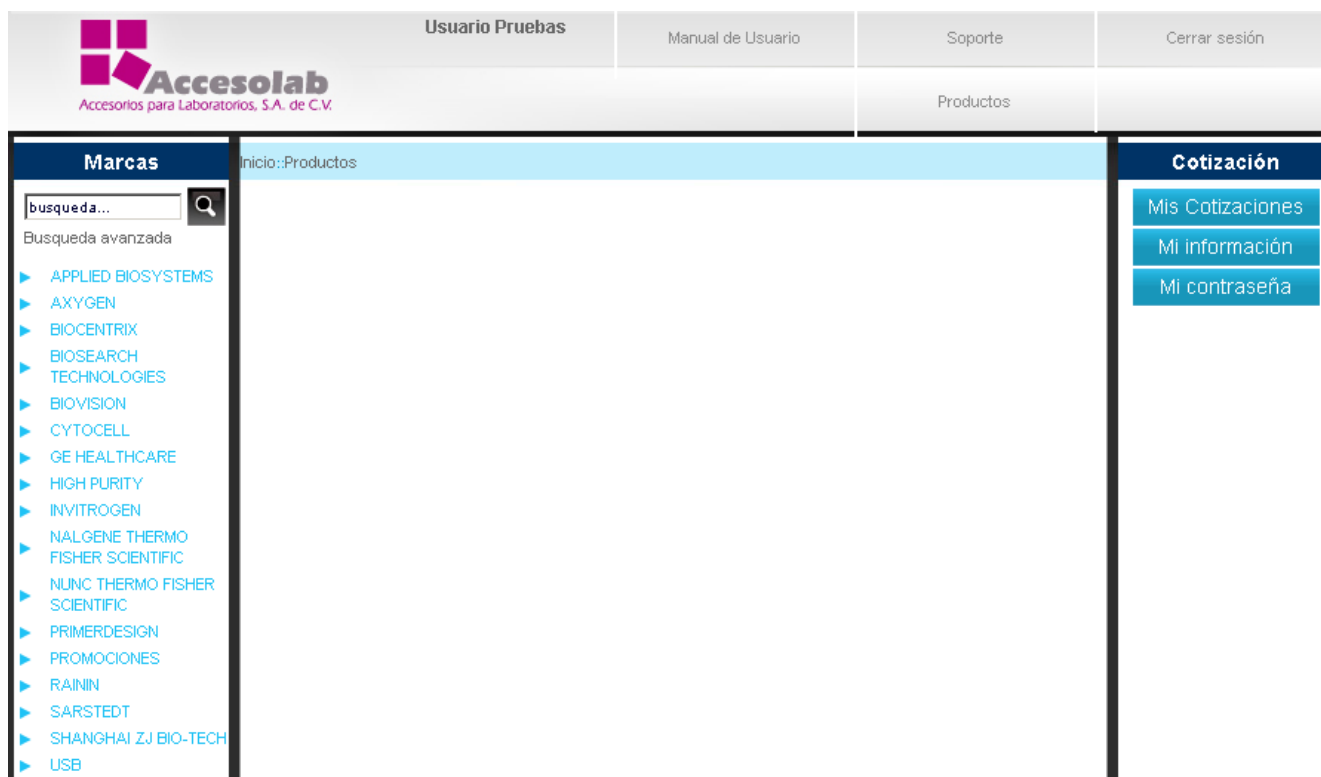 Accesolab
Accesorios para Laboratorios, S.A. de C.V.
Usuario Pruebas
Manual de Usuario
Soporte
Cerrar sesión
Productos
Marcas
busqueda...
Busqueda avanzada
APPLIED BIOSYSTEMS
AXYGEN
BIOCENTRIX
BIOSEARCH
TECHNOLOGIES
BIOVISION
CYTOCELL
GE HEALTHCARE
HIGH PURITY
INVITROGEN
NALGENE THERMO
FISHER SCIENTIFIC
NUNC THERMO FISHER
SCIENTIFIC
PRIMERDESIGN
PROMOCIONES
RAININ
SARSTEDT
SHANGHAI ZJ BIO-TECH
USB
Inicio::Productos
Cotización
Mis Cotizaciones
Mi información
Mi contraseña